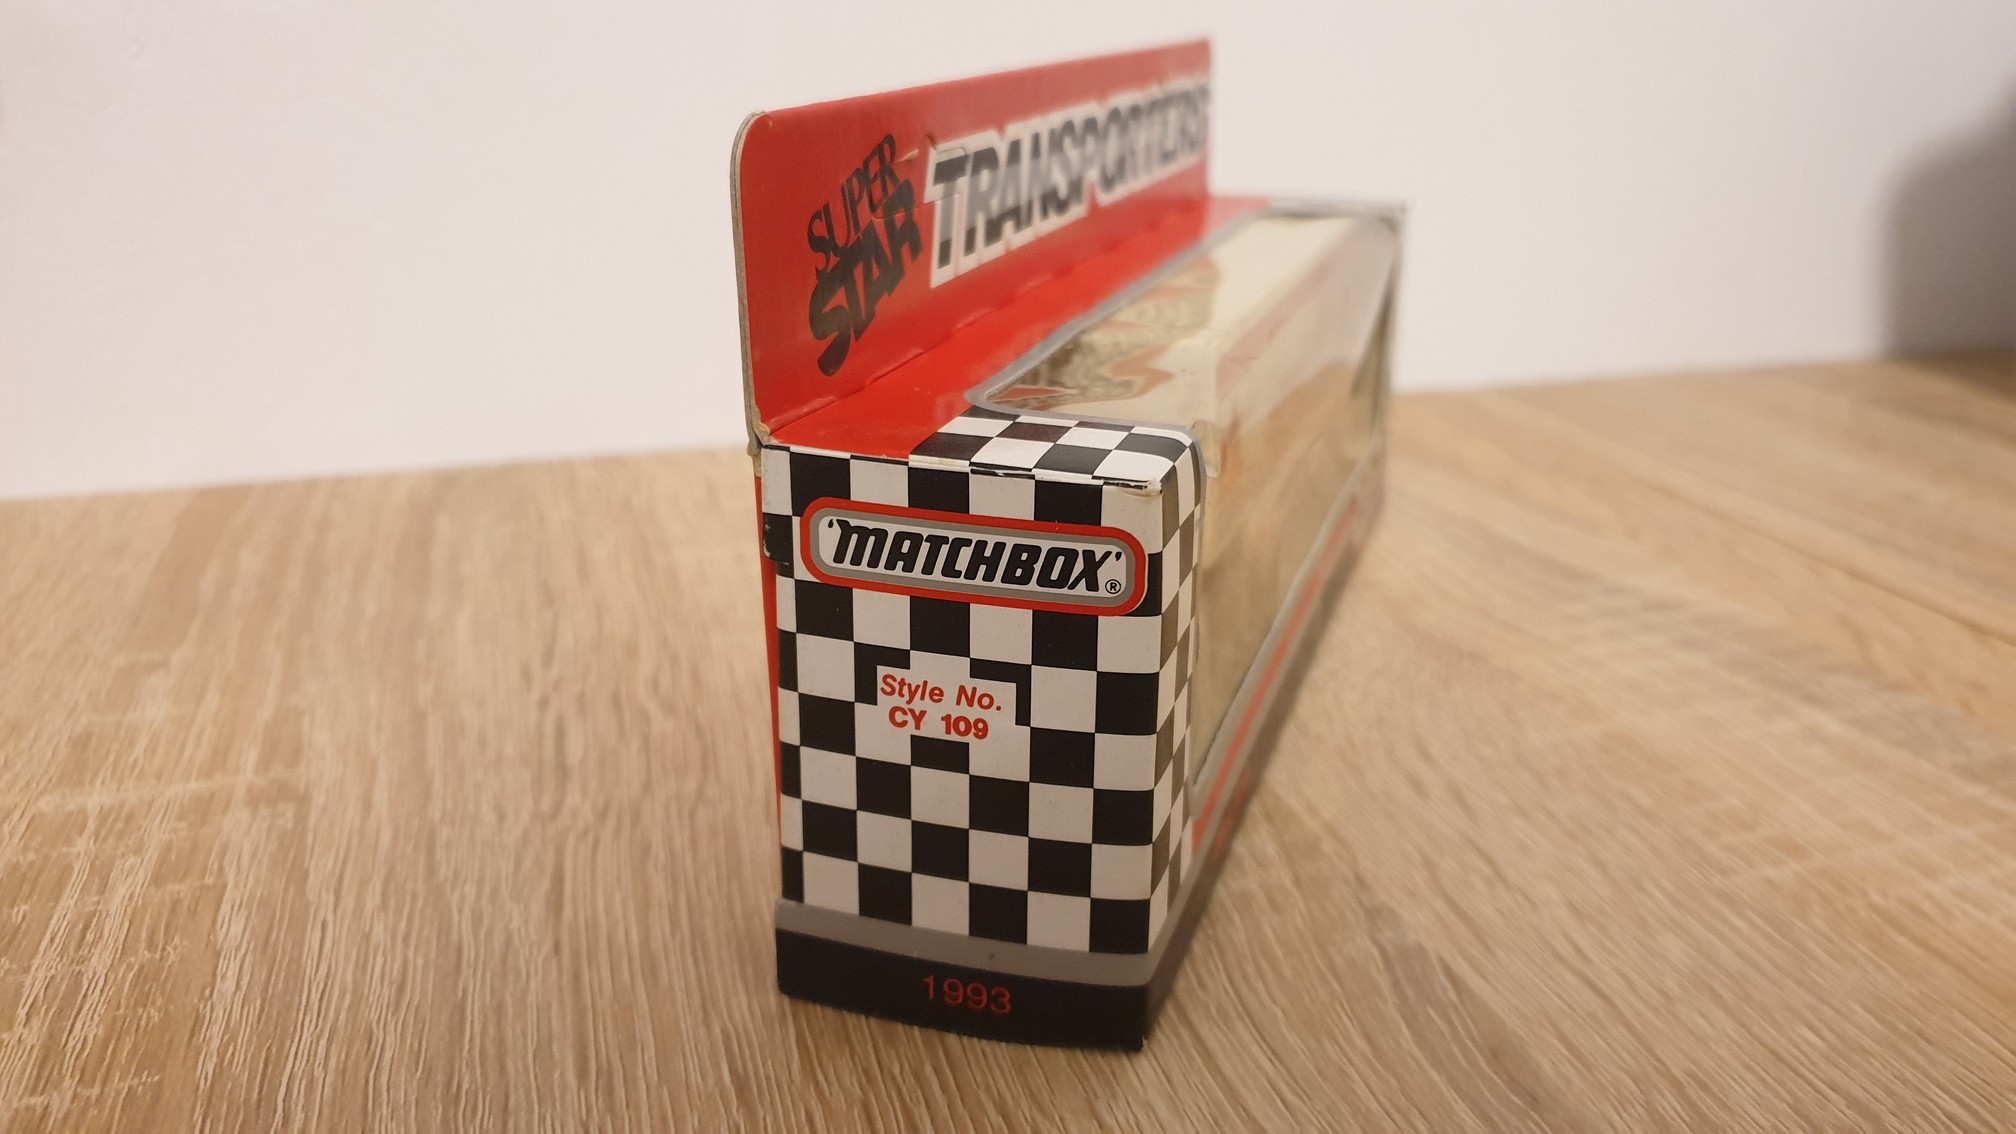 SUPER
STAR
TRANSPORTERS
'MATCHBOX'®
Style No.
CY 109
1993